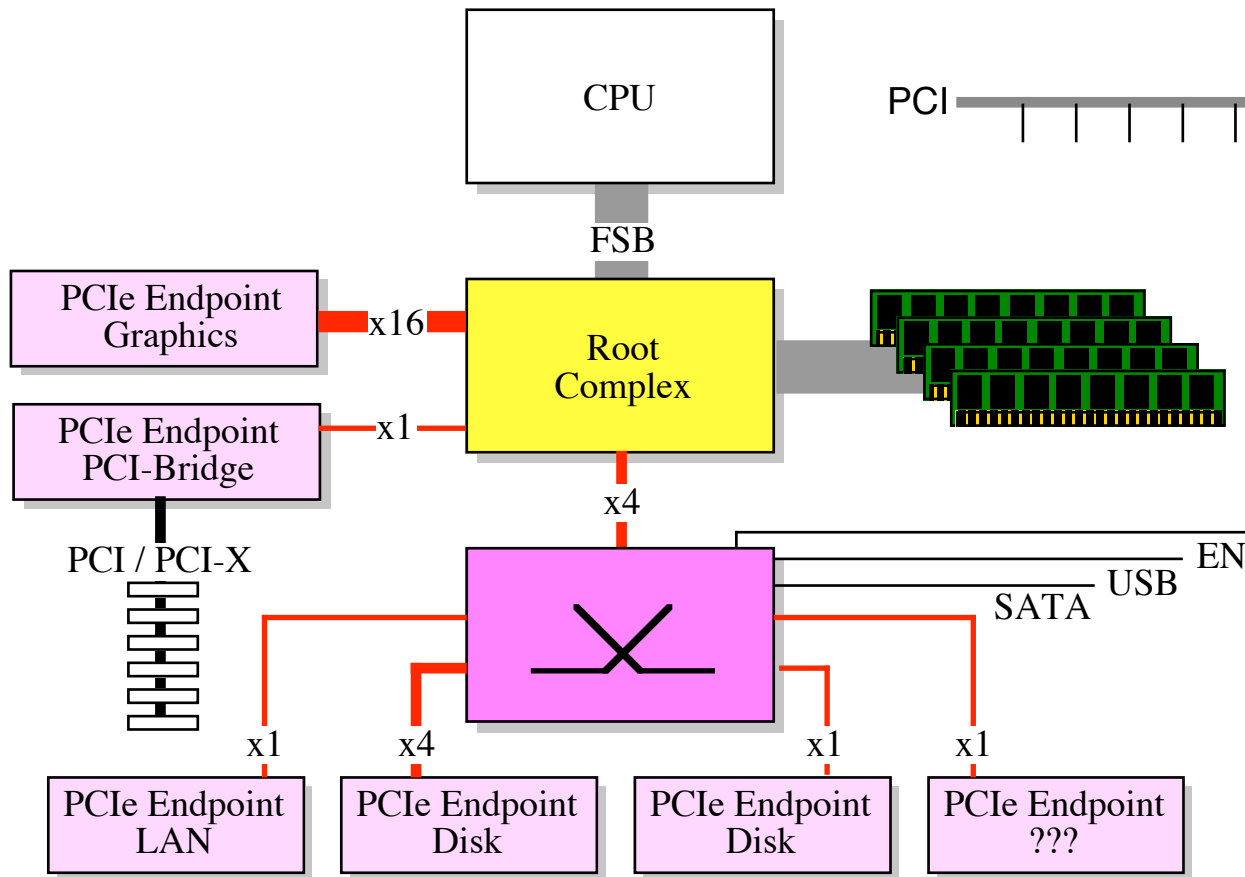 CPU
PCI
FSB
PCIe Endpoint
Graphics
x16
Root
Complex
PCIe Endpoint
PCI-Bridge
x1
x4
PCI / PCI-X
EN
USB
SATA
x1
x4
x1
x1
PCIe Endpoint
LAN
PCIe Endpoint
Disk
PCIe Endpoint
Disk
PCIe Endpoint
???